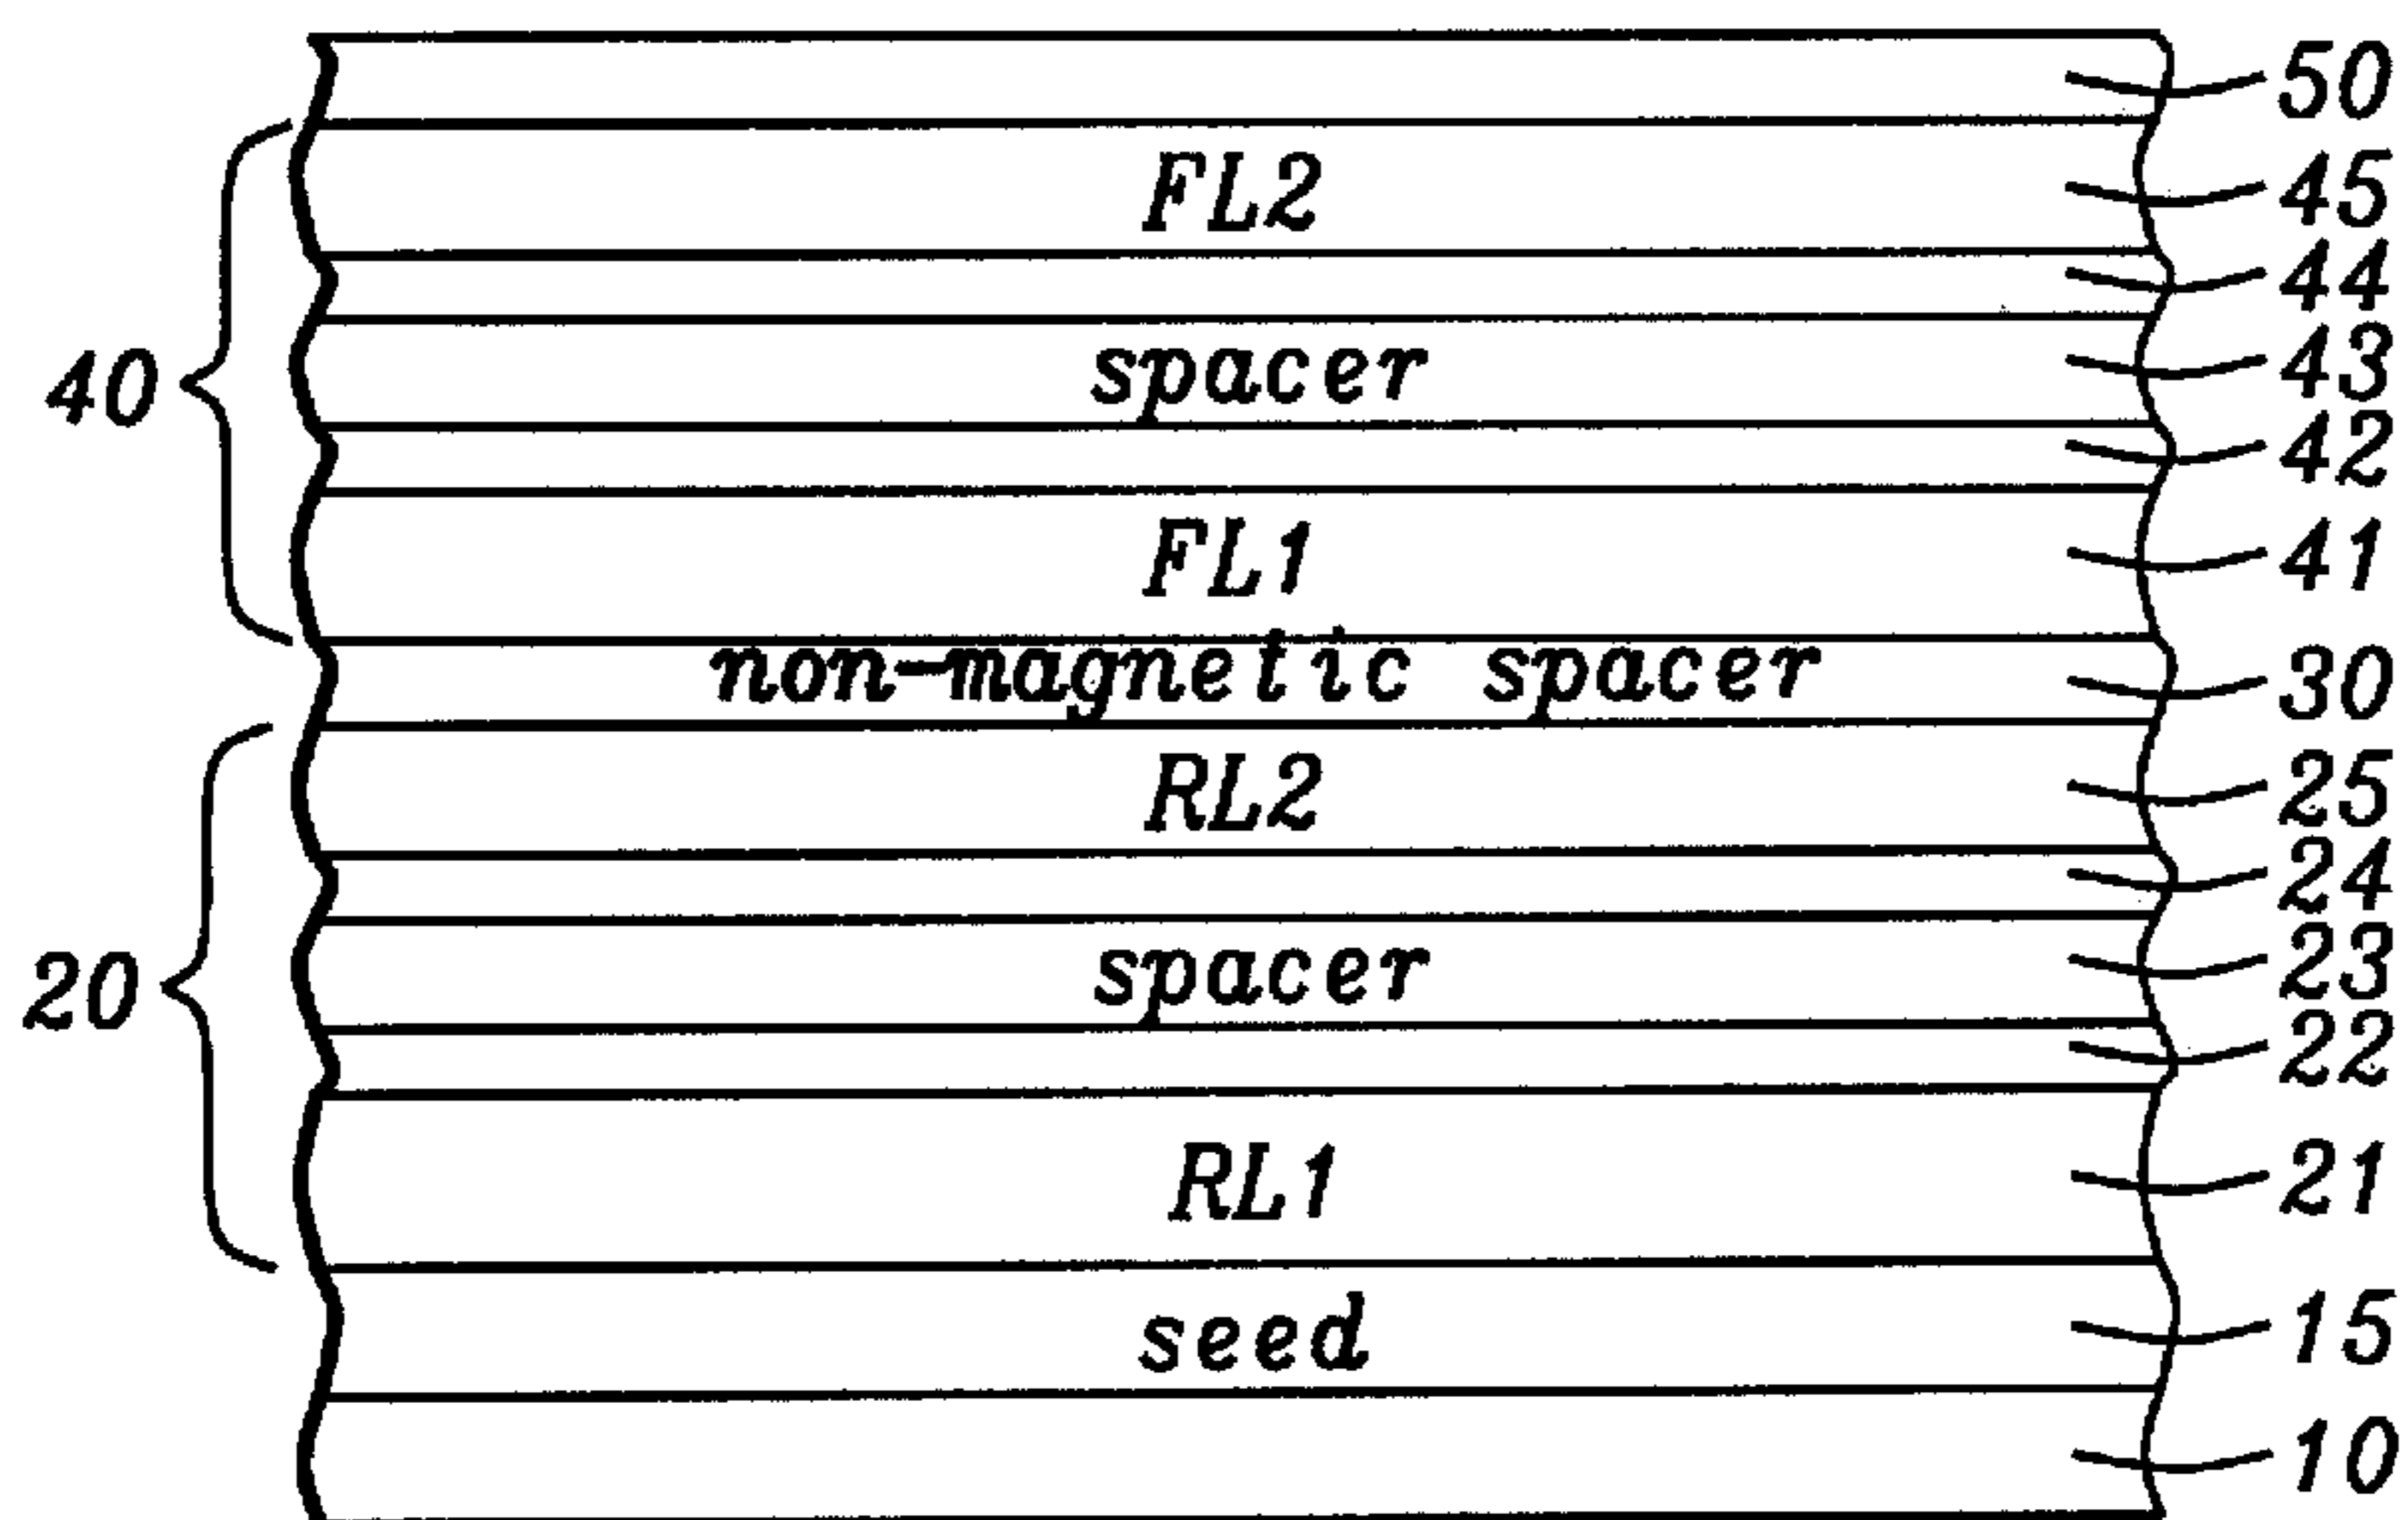 50
FL2 45
44
40 spacer 43
42
FL1 41
non-magnetic spacer 30
RL2 25
24
20 spacer 23
22
RL1 21
seed 15
10